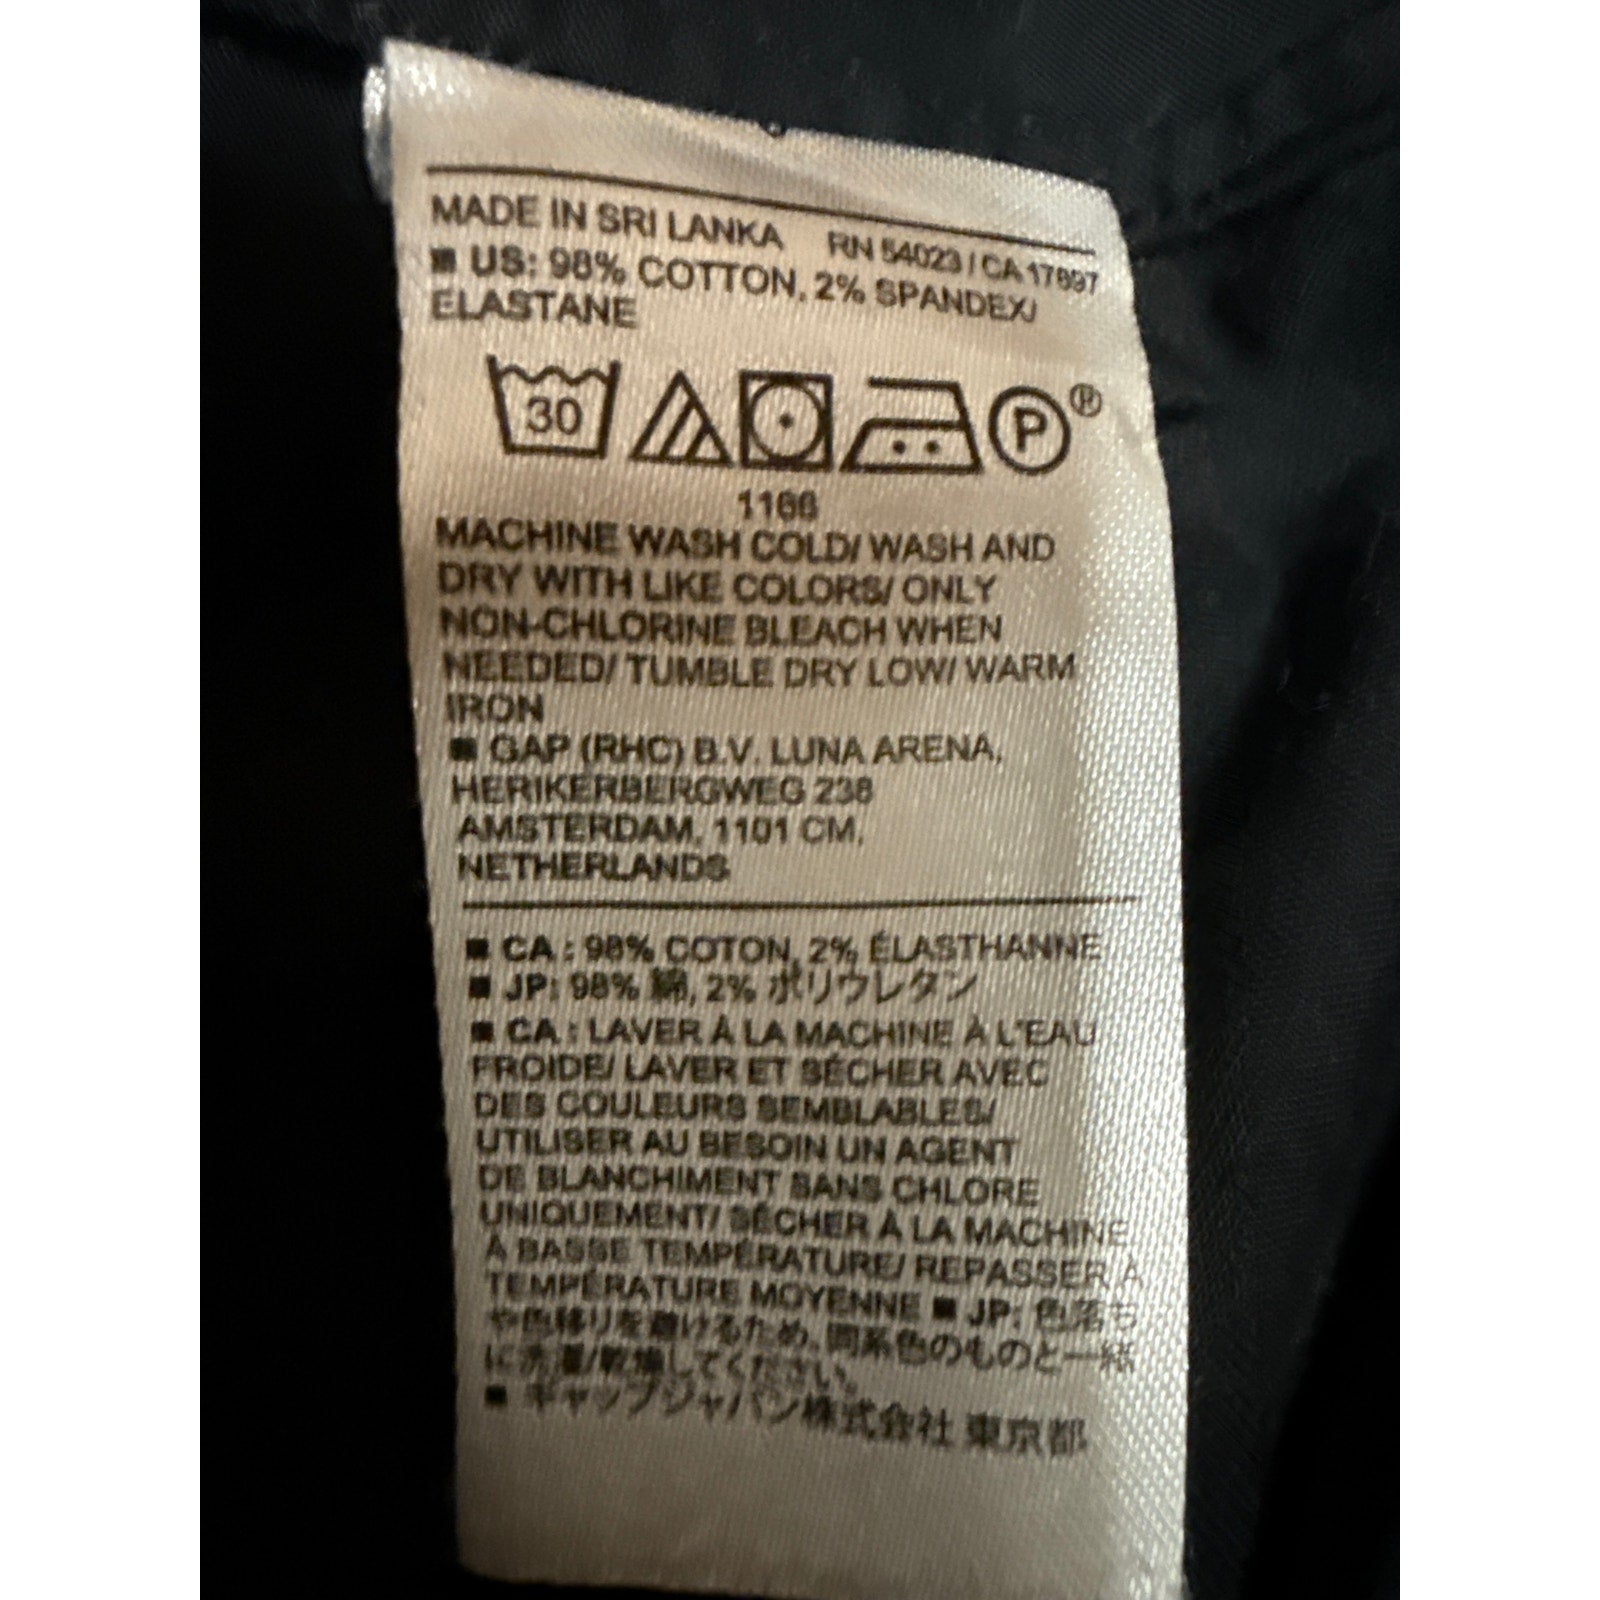 MADE IN SRI LANKA RN 54023 / CA 17897
■ US: 98% COTTON, 2% SPANDEX/
ELASTANE
30 P ®
1166
MACHINE WASH COLD/ WASH AND
DRY WITH LIKE COLORS/ ONLY
NON-CHLORINE BLEACH WHEN
NEEDED/ TUMBLE DRY LOW/ WARM
IRON
■ GAP (RHC) B.V. LUNA ARENA,
HERIKERBERGWEG 238
AMSTERDAM, 1101 CM,
NETHERLANDS
■ CA : 98% COTON, 2% ÉLASTHANNE
■ JP: 98% 綿, 2% ポリウレタン
■ CA : LAVER À LA MACHINE À L'EAU
FROIDE/ LAVER ET SÉCHER AVEC
DES COULEURS SEMBLABLES/
UTILISER AU BESOIN UN AGENT
DE BLANCHIMENT SANS CHLORE
UNIQUEMENT/ SÉCHER À LA MACHINE
À BASSE TEMPÉRATURE/ REPASSER À
TEMPÉRATURE MOYENNE ■ JP: 色落ち
や色移りを避けるため、同系色のものと一緒
に洗濯/乾燥してください。
■ ギャップジャパン株式会社 東京都